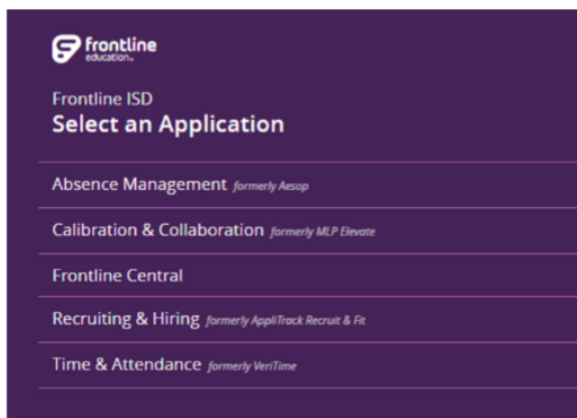 frontline
education™
Frontline ISD
Select an Application
Absence Management formerly Aesop
Calibration & Collaboration formerly MLP Elevate
Frontline Central
Recruiting & Hiring formerly AppliTrack Recruit & Fit
Time & Attendance formerly VeriTime